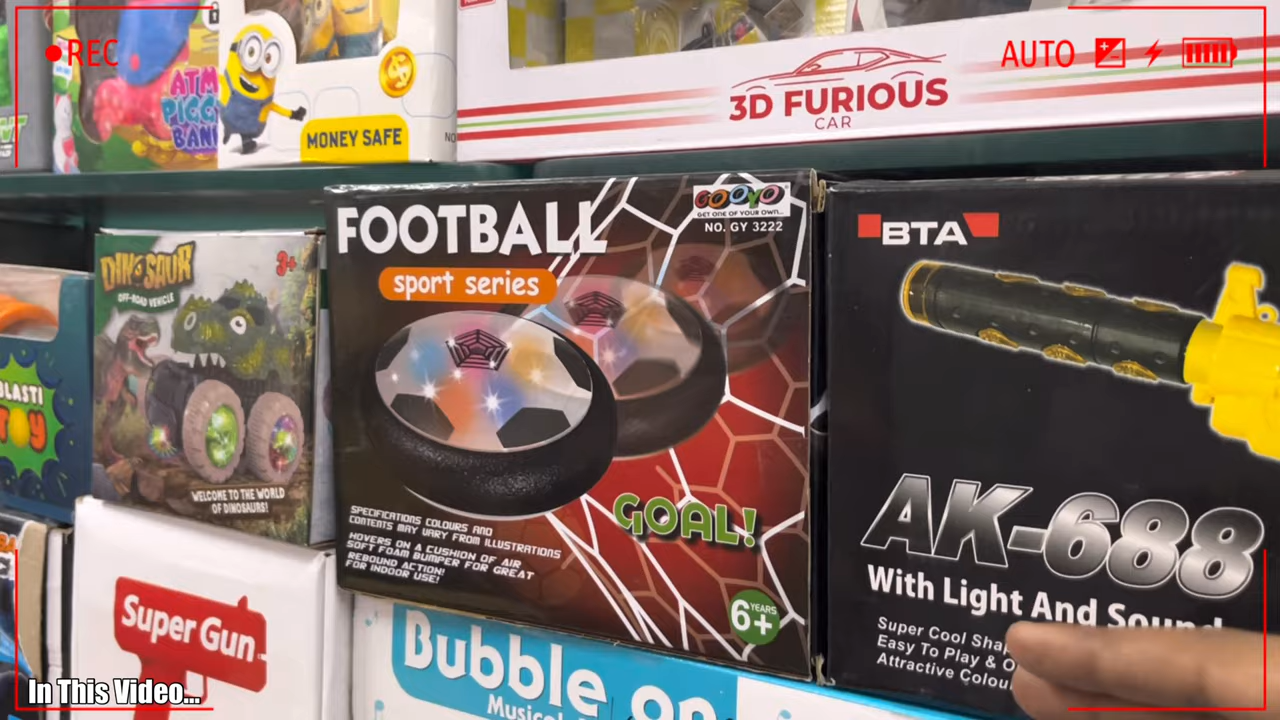 REC
AUTO
ATM
PIGGY
BANK
MONEY SAFE
NO
3D FURIOUS
CAR
FOOTBALL
sport series
GOOYO
GET ONE OF YOUR OWN...
NO. GY 3222
SPECIFICATIONS COLOURS AND
CONTENTS MAY VARY FROM ILLUSTRATIONS
HOVERS ON A CUSHION OF AIR
SOFT FOAM BUMPER FOR GREAT
REBOUND ACTION!
FOR INDOOR USE!
GOAL!
6+ YEARS
BTA
AK-688
With Light And Sound
Super Cool Sha
Easy To Play & O
Attractive Colou
DINOSAUR
OFF-ROAD VEHICLE
3+
WELCOME TO THE WORLD
OF DINOSAURS!
BLASTI
TOY
Super Gun
Bubble
Musical
In This Video...